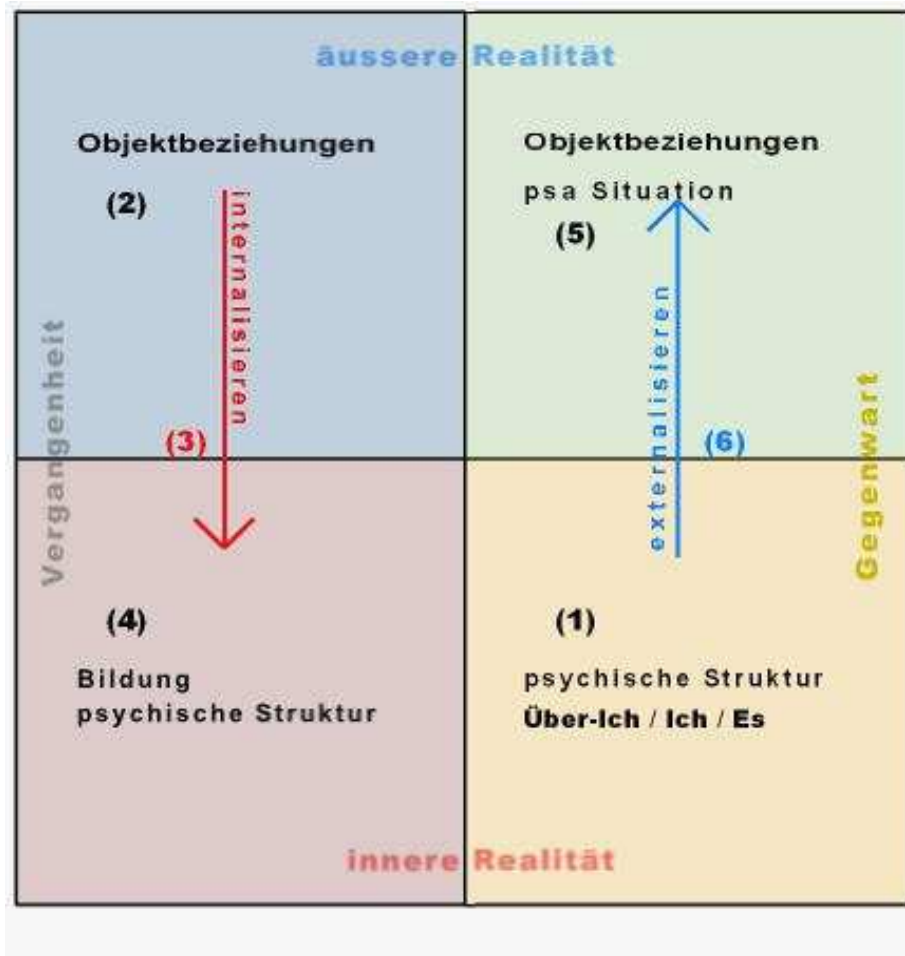 äussere Realität
Objektbeziehungen
(2)
internalisieren
(3)
Vergangenheit
Objektbeziehungen
psa Situation
(5)
externalisieren
(6)
Gegenwart
(4)
Bildung
psychische Struktur
(1)
psychische Struktur
Über-Ich / Ich / Es
innere Realität